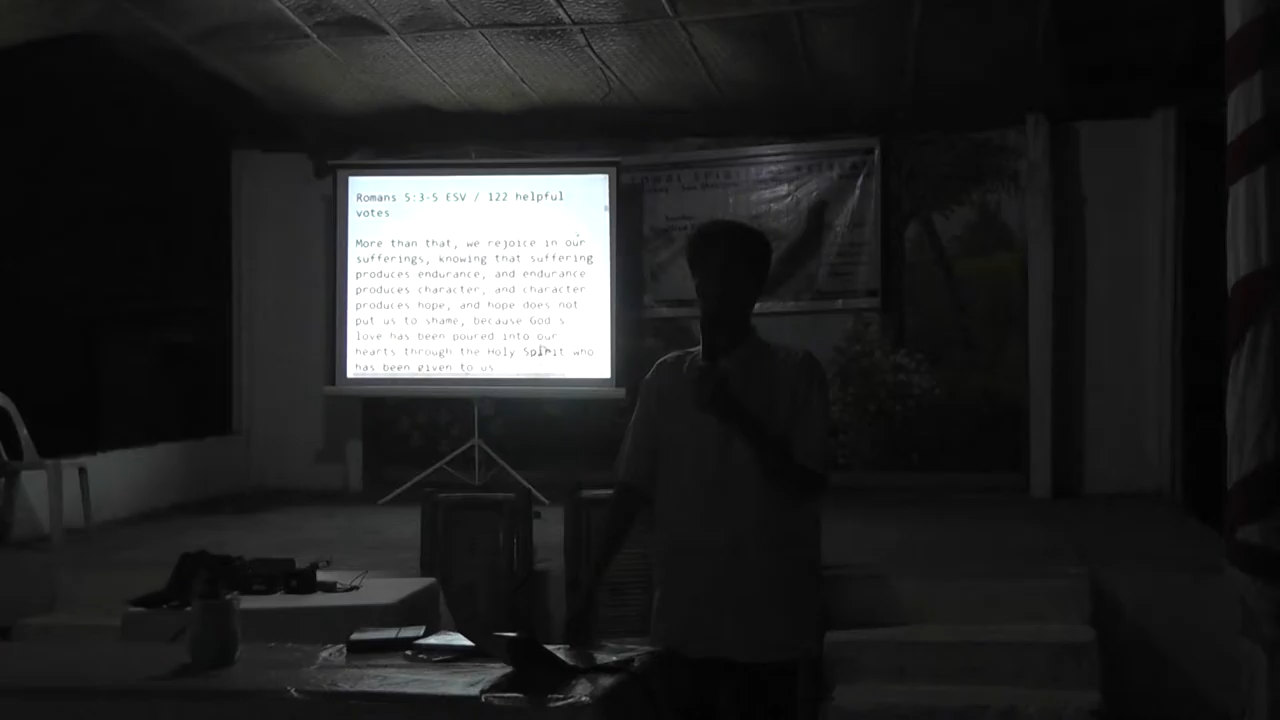 Romans 5:3-5 ESV / 122 helpful
votes
More than that, we rejoice in our
sufferings, knowing that suffering
produces endurance, and endurance
produces character, and character
produces hope, and hope does not
put us to shame, because God's
love has been poured into our
hearts through the Holy Spirit who
has been given to us